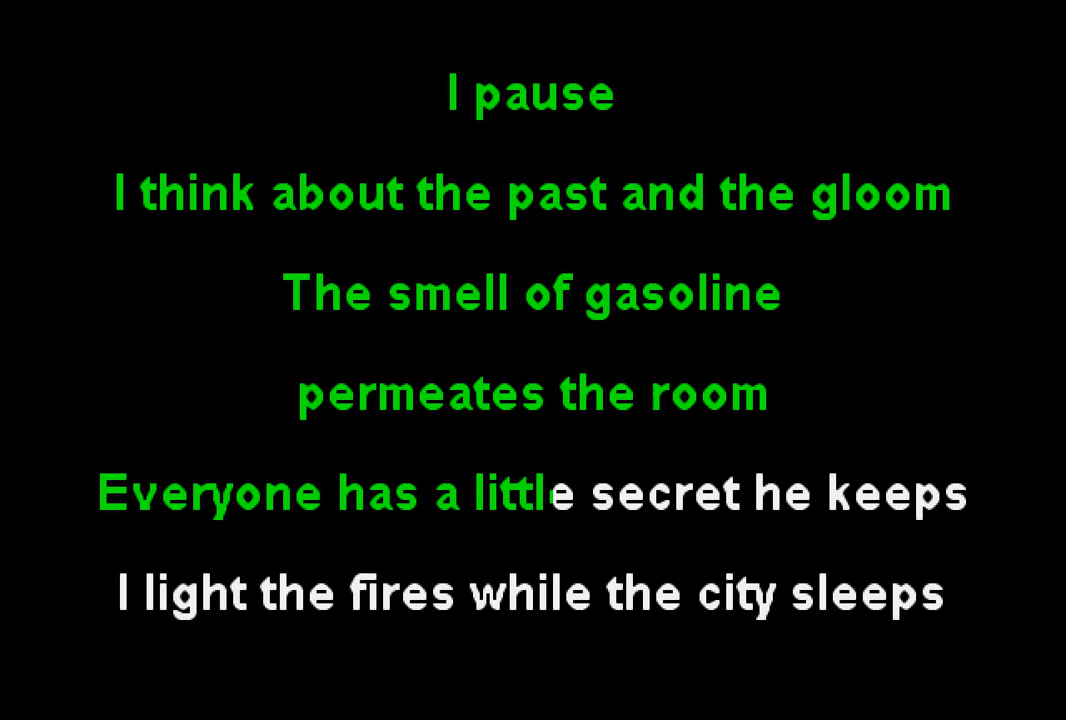 I pause
I think about the past and the gloom
The smell of gasoline
permeates the room
Everyone has a little secret he keeps
I light the fires while the city sleeps